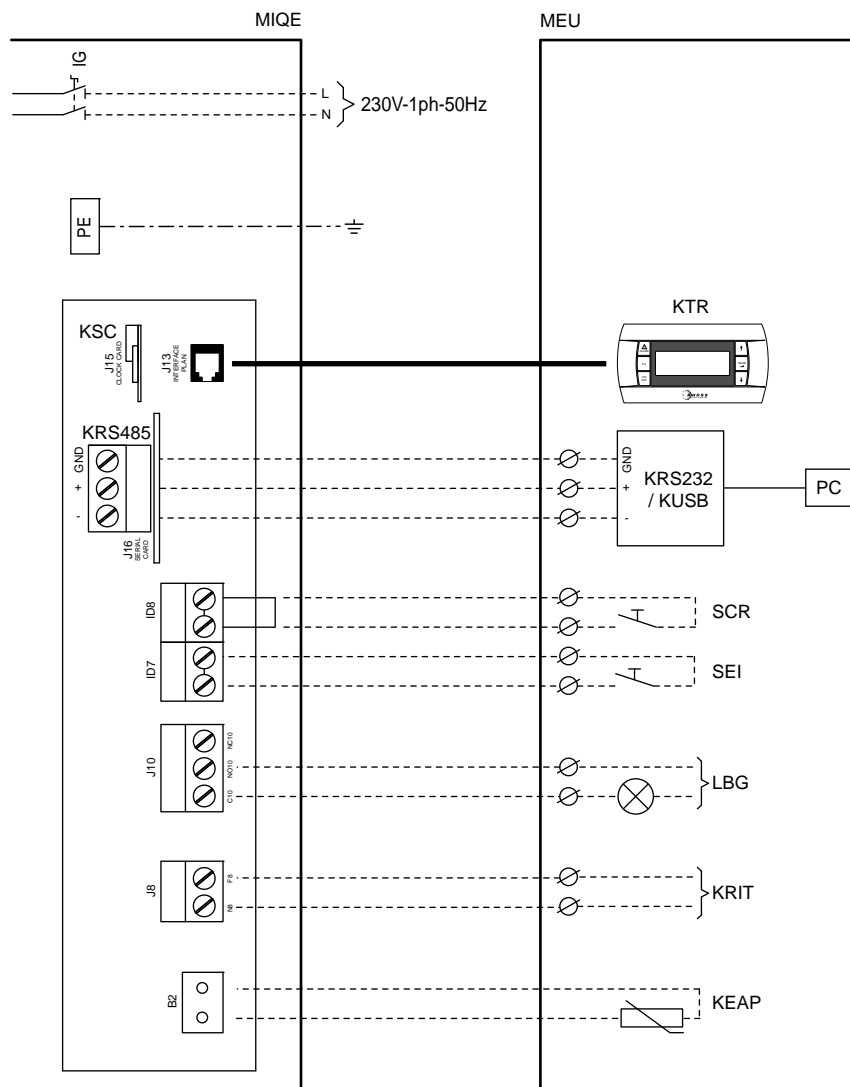 MIQE
MEU
IG
L
N
230V-1ph-50Hz
PE
KTR
KSC
J15
CLOCK CARD
J13
INTERFACE
PLAN
KRS485
GND
+
-
J16
SERIAL
CARD
GND
+
-
KRS232
/ KUSB
PC
ID8
SCR
ID7
SEI
J10
NC10
NO10
C10
LBG
J8
F8
N8
KRIT
B2
KEAP